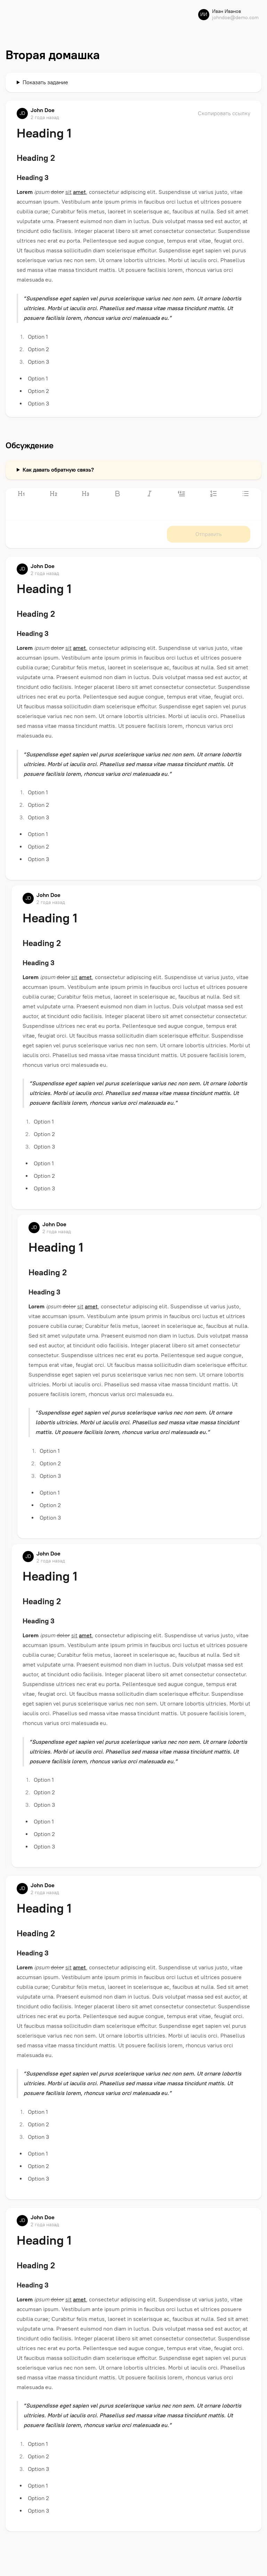 ИИ
Иван Иванов
johndoe@demo.com
Вторая домашка
▶ Показать задание
JD
John Doe
2 года назад
Скопировать ссылку
Heading 1
Heading 2
Heading 3
Lorem ipsum dolor sit amet, consectetur adipiscing elit. Suspendisse ut varius justo, vitae
accumsan ipsum. Vestibulum ante ipsum primis in faucibus orci luctus et ultrices posuere
cubilia curae; Curabitur felis metus, laoreet in scelerisque ac, faucibus at nulla. Sed sit amet
volutpat urna. Praesent euismod non diam in luctus. Duis volutpat massa sed est auctor, at
tincidunt odio facilisis. Integer placerat libero sit amet consectetur consectetur. Suspendisse
ultrices nec erat eu porta. Pellentesque sed augue congue, tempus erat vitae, feugiat orci.
Ut faucibus massa sollicitudin diam scelerisque efficitur. Suspendisse eget sapien vel purus
scelerisque varius nec non sem. Ut ornare lobortis ultricies. Morbi ut iaculis orci. Phasellus
sed massa vitae massa tincidunt mattis. Ut posuere facilisis lorem, rhoncus varius orci
malesuada eu.
"Suspendisse eget sapien vel purus scelerisque varius nec non sem. Ut ornare lobortis
ultricies. Morbi ut iaculis orci. Phasellus sed massa vitae massa tincidunt mattis. Ut
posuere facilisis lorem, rhoncus varius orci malesuada eu."
1. Option 1
2. Option 2
3. Option 3
• Option 1
• Option 2
• Option 3
Обсуждение
▶ Как давать обратную связь?
H1 H2 H3 B I
Отправить
JD
John Doe
2 года назад
Heading 1
Heading 2
Heading 3
Lorem ipsum dolor sit amet, consectetur adipiscing elit. Suspendisse ut varius justo, vitae
accumsan ipsum. Vestibulum ante ipsum primis in faucibus orci luctus et ultrices posuere
cubilia curae; Curabitur felis metus, laoreet in scelerisque ac, faucibus at nulla. Sed sit amet
volutpat urna. Praesent euismod non diam in luctus. Duis volutpat massa sed est auctor, at
tincidunt odio facilisis. Integer placerat libero sit amet consectetur consectetur. Suspendisse
ultrices nec erat eu porta. Pellentesque sed augue congue, tempus erat vitae, feugiat orci.
Ut faucibus massa sollicitudin diam scelerisque efficitur. Suspendisse eget sapien vel purus
scelerisque varius nec non sem. Ut ornare lobortis ultricies. Morbi ut iaculis orci. Phasellus
sed massa vitae massa tincidunt mattis. Ut posuere facilisis lorem, rhoncus varius orci
malesuada eu.
"Suspendisse eget sapien vel purus scelerisque varius nec non sem. Ut ornare lobortis
ultricies. Morbi ut iaculis orci. Phasellus sed massa vitae massa tincidunt mattis. Ut
posuere facilisis lorem, rhoncus varius orci malesuada eu."
1. Option 1
2. Option 2
3. Option 3
• Option 1
• Option 2
• Option 3
JD
John Doe
2 года назад
Heading 1
Heading 2
Heading 3
Lorem ipsum dolor sit amet, consectetur adipiscing elit. Suspendisse ut varius justo, vitae
accumsan ipsum. Vestibulum ante ipsum primis in faucibus orci luctus et ultrices posuere
cubilia curae; Curabitur felis metus, laoreet in scelerisque ac, faucibus at nulla. Sed sit amet
volutpat urna. Praesent euismod non diam in luctus. Duis volutpat massa sed est
auctor, at tincidunt odio facilisis. Integer placerat libero sit amet consectetur consectetur.
Suspendisse ultrices nec erat eu porta. Pellentesque sed augue congue, tempus erat
vitae, feugiat orci. Ut faucibus massa sollicitudin diam scelerisque efficitur. Suspendisse
eget sapien vel purus scelerisque varius nec non sem. Ut ornare lobortis ultricies. Morbi ut
iaculis orci. Phasellus sed massa vitae massa tincidunt mattis. Ut posuere facilisis lorem,
rhoncus varius orci malesuada eu.
"Suspendisse eget sapien vel purus scelerisque varius nec non sem. Ut ornare lobortis
ultricies. Morbi ut iaculis orci. Phasellus sed massa vitae massa tincidunt mattis. Ut
posuere facilisis lorem, rhoncus varius orci malesuada eu."
1. Option 1
2. Option 2
3. Option 3
• Option 1
• Option 2
• Option 3
JD
John Doe
2 года назад
Heading 1
Heading 2
Heading 3
Lorem ipsum dolor sit amet, consectetur adipiscing elit. Suspendisse ut varius justo,
vitae accumsan ipsum. Vestibulum ante ipsum primis in faucibus orci luctus et ultrices
posuere cubilia curae; Curabitur felis metus, laoreet in scelerisque ac, faucibus at nulla.
Sed sit amet volutpat urna. Praesent euismod non diam in luctus. Duis volutpat massa
sed est auctor, at tincidunt odio facilisis. Integer placerat libero sit amet consectetur
consectetur. Suspendisse ultrices nec erat eu porta. Pellentesque sed augue congue,
tempus erat vitae, feugiat orci. Ut faucibus massa sollicitudin diam scelerisque efficitur.
Suspendisse eget sapien vel purus scelerisque varius nec non sem. Ut ornare lobortis
ultricies. Morbi ut iaculis orci. Phasellus sed massa vitae massa tincidunt mattis. Ut
posuere facilisis lorem, rhoncus varius orci malesuada eu.
"Suspendisse eget sapien vel purus scelerisque varius nec non sem. Ut ornare
lobortis ultricies. Morbi ut iaculis orci. Phasellus sed massa vitae massa tincidunt
mattis. Ut posuere facilisis lorem, rhoncus varius orci malesuada eu."
1. Option 1
2. Option 2
3. Option 3
• Option 1
• Option 2
• Option 3
JD
John Doe
2 года назад
Heading 1
Heading 2
Heading 3
Lorem ipsum dolor sit amet, consectetur adipiscing elit. Suspendisse ut varius justo, vitae
accumsan ipsum. Vestibulum ante ipsum primis in faucibus orci luctus et ultrices posuere
cubilia curae; Curabitur felis metus, laoreet in scelerisque ac, faucibus at nulla. Sed sit
amet volutpat urna. Praesent euismod non diam in luctus. Duis volutpat massa sed est
auctor, at tincidunt odio facilisis. Integer placerat libero sit amet consectetur consectetur.
Suspendisse ultrices nec erat eu porta. Pellentesque sed augue congue, tempus erat
vitae, feugiat orci. Ut faucibus massa sollicitudin diam scelerisque efficitur. Suspendisse
eget sapien vel purus scelerisque varius nec non sem. Ut ornare lobortis ultricies. Morbi ut
iaculis orci. Phasellus sed massa vitae massa tincidunt mattis. Ut posuere facilisis lorem,
rhoncus varius orci malesuada eu.
"Suspendisse eget sapien vel purus scelerisque varius nec non sem. Ut ornare lobortis
ultricies. Morbi ut iaculis orci. Phasellus sed massa vitae massa tincidunt mattis. Ut
posuere facilisis lorem, rhoncus varius orci malesuada eu."
1. Option 1
2. Option 2
3. Option 3
• Option 1
• Option 2
• Option 3
JD
John Doe
2 года назад
Heading 1
Heading 2
Heading 3
Lorem ipsum dolor sit amet, consectetur adipiscing elit. Suspendisse ut varius justo, vitae
accumsan ipsum. Vestibulum ante ipsum primis in faucibus orci luctus et ultrices posuere
cubilia curae; Curabitur felis metus, laoreet in scelerisque ac, faucibus at nulla. Sed sit amet
volutpat urna. Praesent euismod non diam in luctus. Duis volutpat massa sed est auctor, at
tincidunt odio facilisis. Integer placerat libero sit amet consectetur consectetur. Suspendisse
ultrices nec erat eu porta. Pellentesque sed augue congue, tempus erat vitae, feugiat orci.
Ut faucibus massa sollicitudin diam scelerisque efficitur. Suspendisse eget sapien vel purus
scelerisque varius nec non sem. Ut ornare lobortis ultricies. Morbi ut iaculis orci. Phasellus
sed massa vitae massa tincidunt mattis. Ut posuere facilisis lorem, rhoncus varius orci
malesuada eu.
"Suspendisse eget sapien vel purus scelerisque varius nec non sem. Ut ornare lobortis
ultricies. Morbi ut iaculis orci. Phasellus sed massa vitae massa tincidunt mattis. Ut
posuere facilisis lorem, rhoncus varius orci malesuada eu."
1. Option 1
2. Option 2
3. Option 3
• Option 1
• Option 2
• Option 3
JD
John Doe
2 года назад
Heading 1
Heading 2
Heading 3
Lorem ipsum dolor sit amet, consectetur adipiscing elit. Suspendisse ut varius justo, vitae
accumsan ipsum. Vestibulum ante ipsum primis in faucibus orci luctus et ultrices posuere
cubilia curae; Curabitur felis metus, laoreet in scelerisque ac, faucibus at nulla. Sed sit amet
volutpat urna. Praesent euismod non diam in luctus. Duis volutpat massa sed est auctor, at
tincidunt odio facilisis. Integer placerat libero sit amet consectetur consectetur. Suspendisse
ultrices nec erat eu porta. Pellentesque sed augue congue, tempus erat vitae, feugiat orci.
Ut faucibus massa sollicitudin diam scelerisque efficitur. Suspendisse eget sapien vel purus
scelerisque varius nec non sem. Ut ornare lobortis ultricies. Morbi ut iaculis orci. Phasellus
sed massa vitae massa tincidunt mattis. Ut posuere facilisis lorem, rhoncus varius orci
malesuada eu.
"Suspendisse eget sapien vel purus scelerisque varius nec non sem. Ut ornare lobortis
ultricies. Morbi ut iaculis orci. Phasellus sed massa vitae massa tincidunt mattis. Ut
posuere facilisis lorem, rhoncus varius orci malesuada eu."
1. Option 1
2. Option 2
3. Option 3
• Option 1
• Option 2
• Option 3